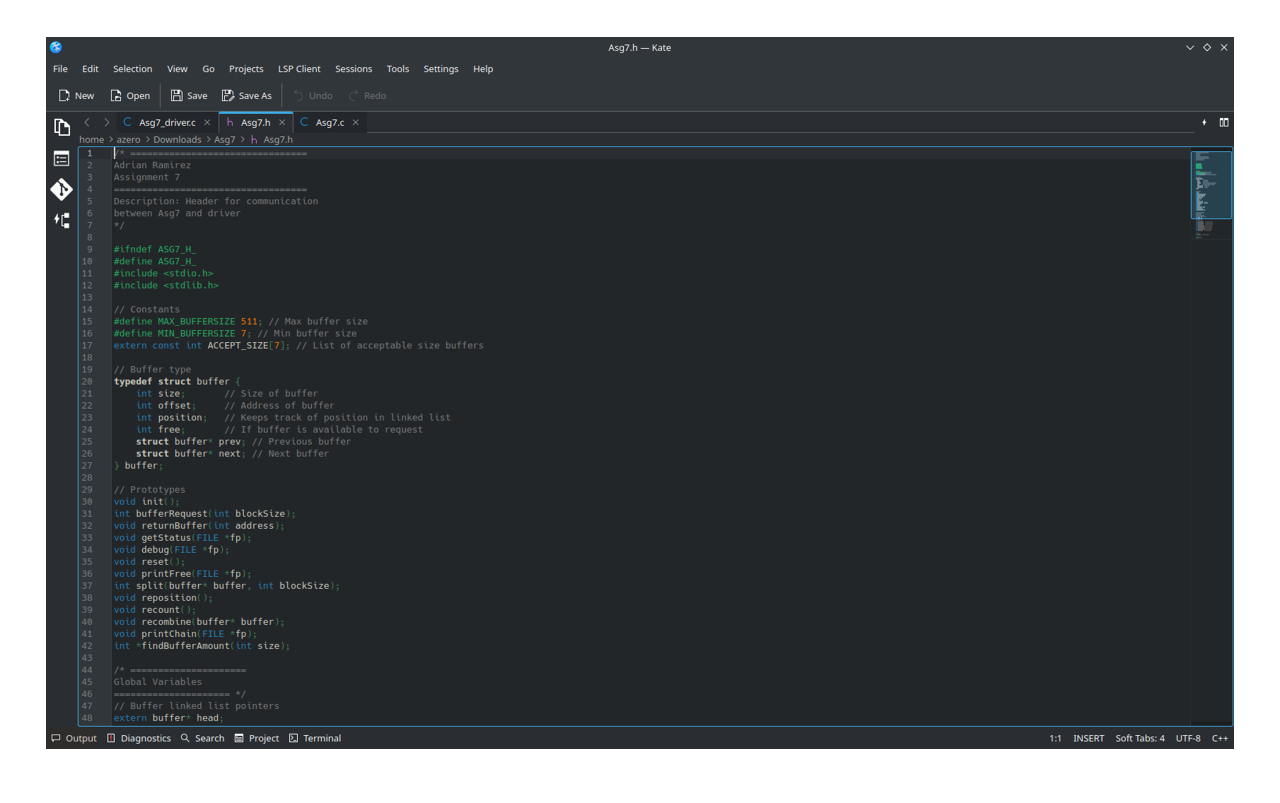 Asg7.h — Kate
File Edit Selection View Go Projects LSP Client Sessions Tools Settings Help
New Open Save Save As Undo Redo
Asg7_driver.c Asg7.h Asg7.c
home > azero > Downloads > Asg7 > h Asg7.h
1 /* ================================
2 Adrian Ramirez
3 Assignment 7
4 ===================================
5 Description: Header for communication
6 between Asg7 and driver
7 */
8
9 #ifndef ASG7_H_
10 #define ASG7_H_
11 #include <stdio.h>
12 #include <stdlib.h>
13
14 // Constants
15 #define MAX_BUFFERSIZE 511; // Max buffer size
16 #define MIN_BUFFERSIZE 7; // Min buffer size
17 extern const int ACCEPT_SIZE[7]; // List of acceptable size buffers
18
19 // Buffer type
20 typedef struct buffer {
21     int size;       // Size of buffer
22     int offset;     // Address of buffer
23     int position;   // Keeps track of position in linked list
24     int free;       // If buffer is available to request
25     struct buffer* prev; // Previous buffer
26     struct buffer* next; // Next buffer
27 } buffer;
28
29 // Prototypes
30 void init();
31 int bufferRequest(int blockSize);
32 void returnBuffer(int address);
33 void getStatus(FILE *fp);
34 void debug(FILE *fp);
35 void reset();
36 void printFree(FILE *fp);
37 int split(buffer* buffer, int blockSize);
38 void reposition();
39 void recount();
40 void recombine(buffer* buffer);
41 void printChain(FILE *fp);
42 int *findBufferAmount(int size);
43
44 /* =====================
45 Global Variables
46 ===================== */
47 // Buffer linked list pointers
48 extern buffer* head;
Output Diagnostics Search Project Terminal 1:1 INSERT Soft Tabs: 4 UTF-8 C++